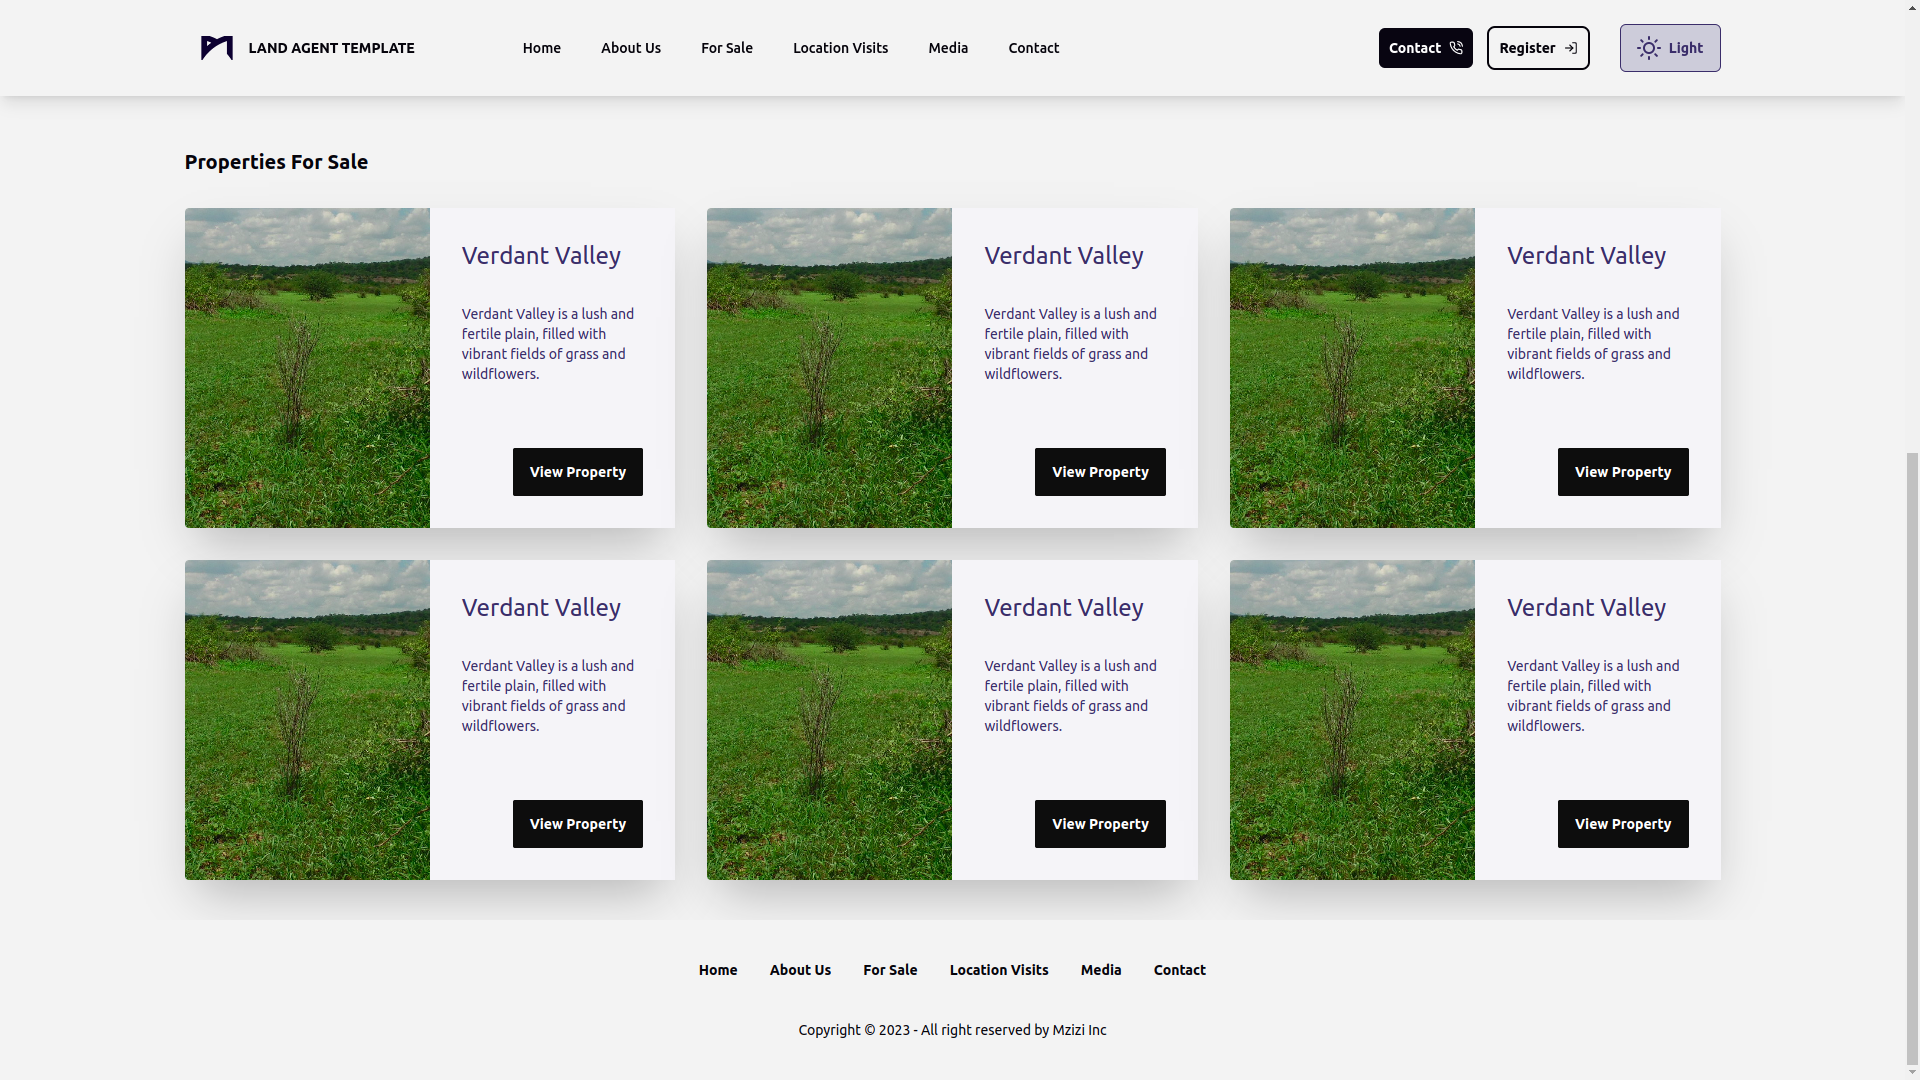 LAND AGENT TEMPLATE Home About Us For Sale Location Visits Media Contact Contact Register Light
Properties For Sale
Verdant Valley
Verdant Valley is a lush and
fertile plain, filled with
vibrant fields of grass and
wildflowers.
View Property
Verdant Valley
Verdant Valley is a lush and
fertile plain, filled with
vibrant fields of grass and
wildflowers.
View Property
Verdant Valley
Verdant Valley is a lush and
fertile plain, filled with
vibrant fields of grass and
wildflowers.
View Property
Verdant Valley
Verdant Valley is a lush and
fertile plain, filled with
vibrant fields of grass and
wildflowers.
View Property
Verdant Valley
Verdant Valley is a lush and
fertile plain, filled with
vibrant fields of grass and
wildflowers.
View Property
Verdant Valley
Verdant Valley is a lush and
fertile plain, filled with
vibrant fields of grass and
wildflowers.
View Property
Home About Us For Sale Location Visits Media Contact
Copyright © 2023 - All right reserved by Mzizi Inc